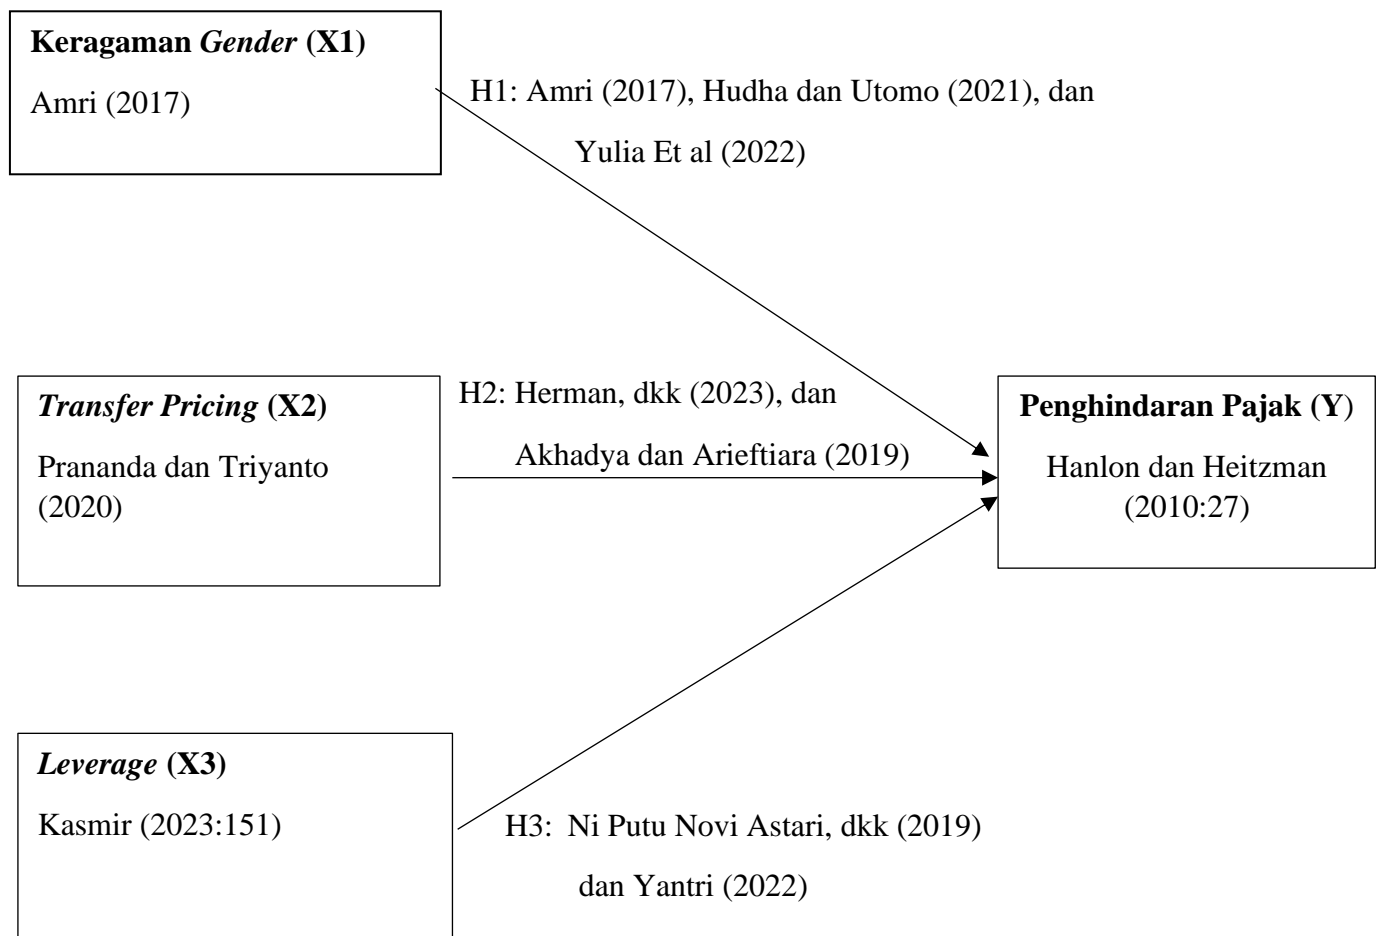 Keragaman Gender (X1)
Amri (2017)
H1: Amri (2017), Hudha dan Utomo (2021), dan
Yulia Et al (2022)
Transfer Pricing (X2)
Prananda dan Triyanto
(2020)
H2: Herman, dkk (2023), dan
Akhadya dan Arieftiara (2019)
Penghindaran Pajak (Y)
Hanlon dan Heitzman
(2010:27)
Leverage (X3)
Kasmir (2023:151)
H3: Ni Putu Novi Astari, dkk (2019)
dan Yantri (2022)